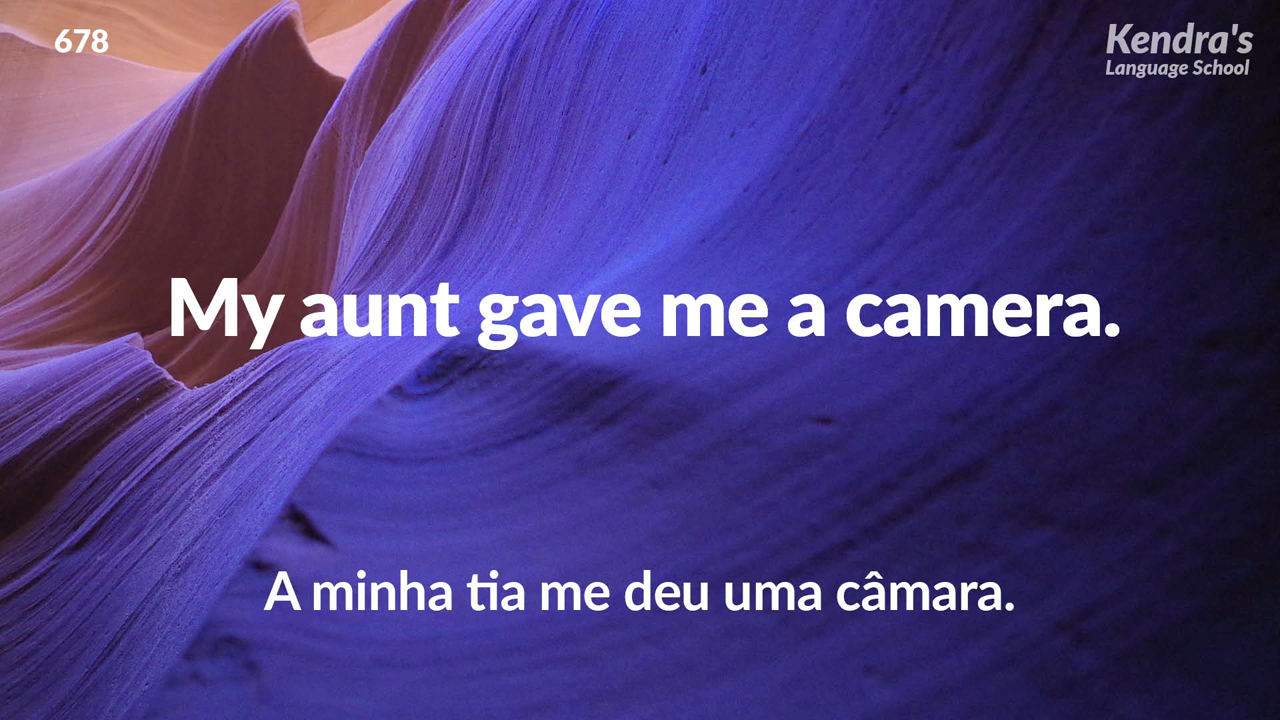 678
Kendra's
Language School
My aunt gave me a camera.
A minha tia me deu uma câmara.